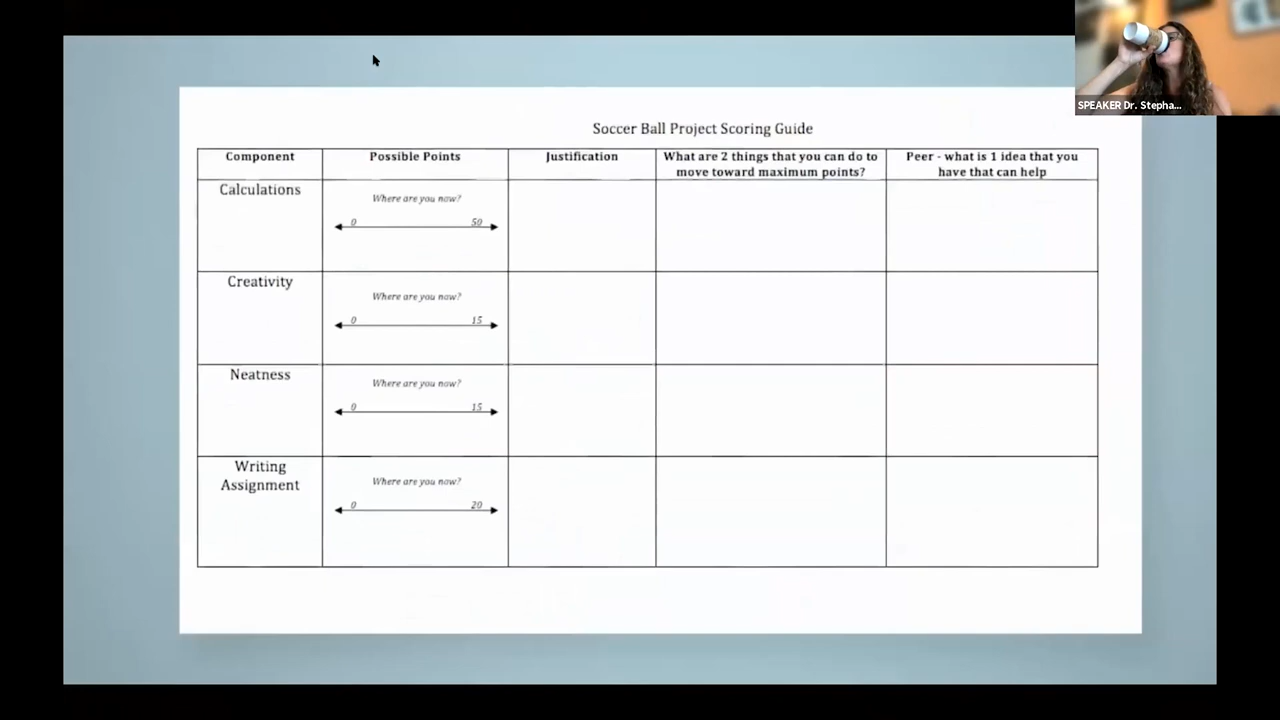 SPEAKER Dr. Stepha...
Soccer Ball Project Scoring Guide
Component
Possible Points
Justification
What are 2 things that you can do to
move toward maximum points?
Peer - what is 1 idea that you
have that can help
Calculations
Where are you now?
0 50
Creativity
Where are you now?
0 15
Neatness
Where are you now?
0 15
Writing
Assignment
Where are you now?
0 20